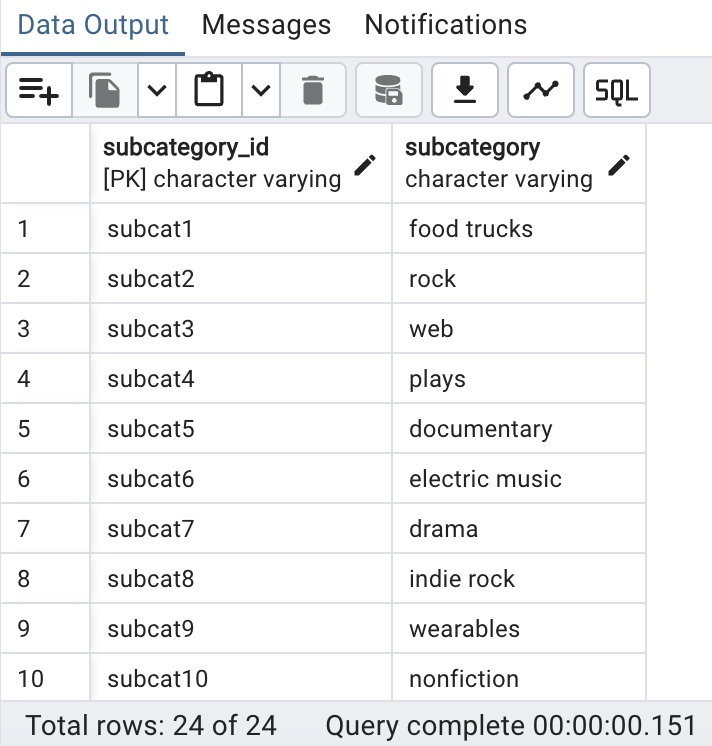 Data Output Messages Notifications
SQL
subcategory_id subcategory
[PK] character varying character varying
1 subcat1 food trucks
2 subcat2 rock
3 subcat3 web
4 subcat4 plays
5 subcat5 documentary
6 subcat6 electric music
7 subcat7 drama
8 subcat8 indie rock
9 subcat9 wearables
10 subcat10 nonfiction
Total rows: 24 of 24 Query complete 00:00:00.151